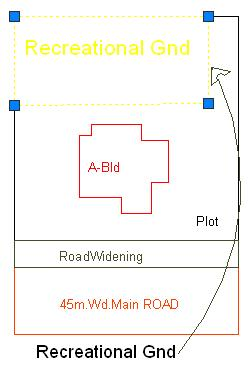 Recreational Gnd
A-Bld
Plot
RoadWidening
45m.Wd.Main ROAD
Recreational Gnd